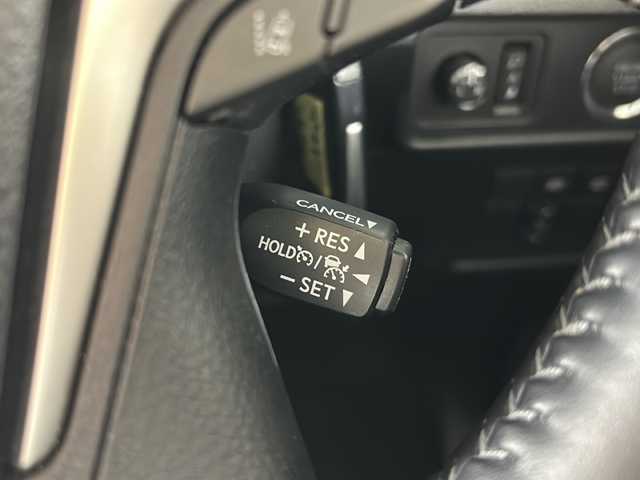 CANCEL▼
+ RES ▲
HOLD / ◀
− SET ▼